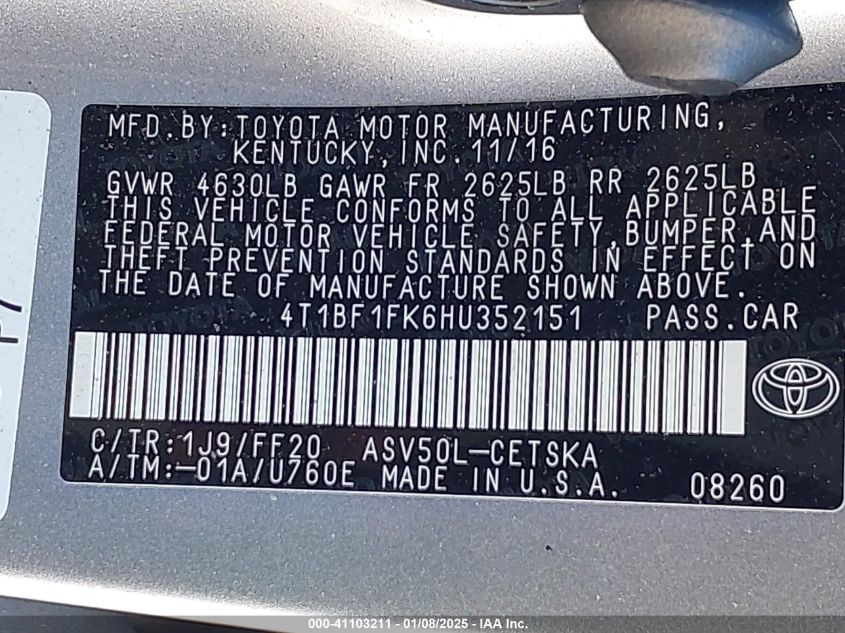 MFD.BY:TOYOTA MOTOR MANUFACTURING,
KENTUCKY,INC.11/16
GVWR 4630LB GAWR FR 2625LB RR 2625LB
THIS VEHICLE CONFORMS TO ALL APPLICABLE
FEDERAL MOTOR VEHICLE SAFETY,BUMPER,AND
THEFT PREVENTION STANDARDS IN EFFECT ON
THE DATE OF MANUFACTURE SHOWN ABOVE.
4T1BF1FK6HU352151 PASS.CAR
C/TR:1J9/FF20 ASV50L-CETSKA
A/TM:-01A/U760E MADE IN U.S.A. 08260
000-41103211 - 01/08/2025 - IAA Inc.